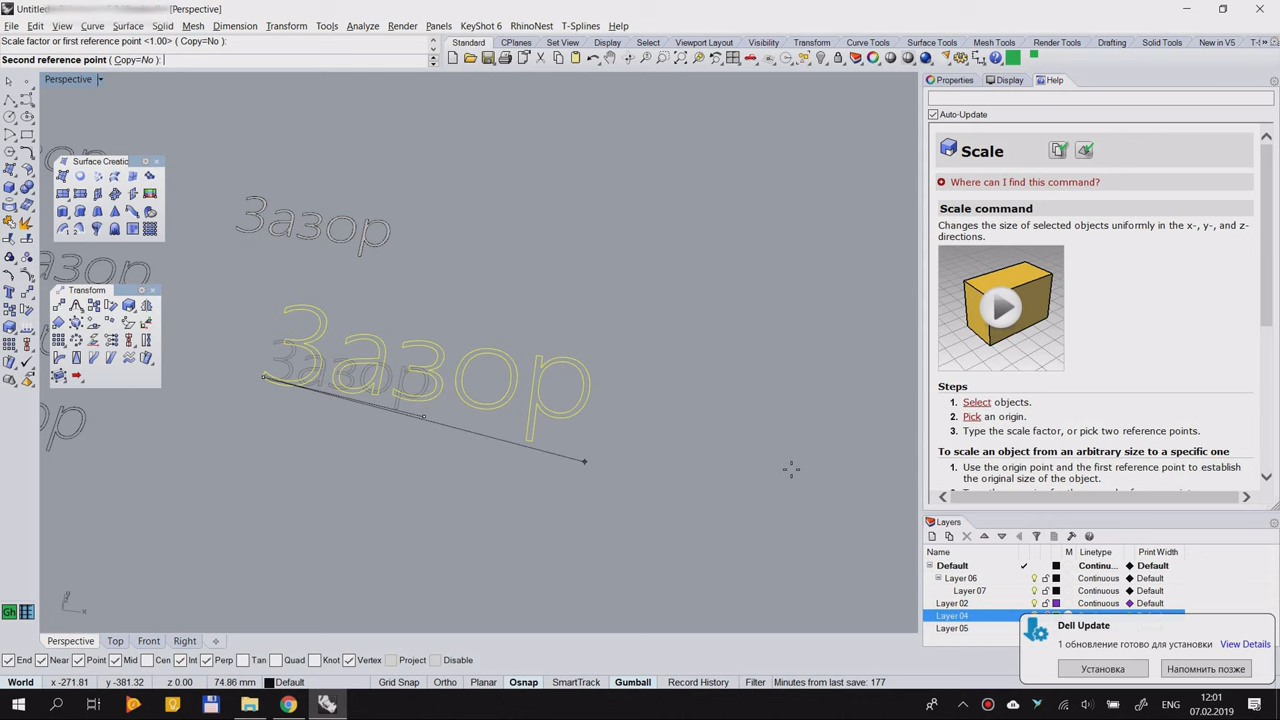 Untitled
[Perspective]
File Edit View Curve Surface Solid Mesh Dimension Transform Tools Analyze Render Panels KeyShot 6 RhinoNest T-Splines Help
Scale factor or first reference point <1.00> ( Copy=No ):
Second reference point ( Copy=No ):
Standard CPlanes Set View Display Select Viewport Layout Visibility Transform Curve Tools Surface Tools Solid Tools Mesh Tools Render Tools Drafting New in V5
Perspective
Properties Display Help
Auto-Update
Scale
Where can I find this command?
Scale command
Changes the size of selected objects uniformly in the x-, y-, and z-
directions.
Steps
1. Select objects.
2. Pick an origin.
3. Type the scale factor, or pick two reference points.
To scale an object from an arbitrary size to a specific one
1. Use the origin point and the first reference point to
establish the original size of the object.
Surface Creatic
Transform
Зазор
Зазор
Зазор
Зазор
ор
Layers
Name M Linetype Print Width
Default Continu... Default
Layer 06 Continuous Default
Layer 07 Continuous Default
Layer 02 Continuous Default
Layer 04
Layer 05
Dell Update
1 обновление готово для установки View Details
Установка Напомнить позже
Perspective Top Front Right
End Near Point Mid Cen Int Perp Tan Quad Knot Vertex Project Disable
World x -271.81 y -381.32 z 0.00 74.86 mm Default Grid Snap Ortho Planar Osnap SmartTrack Gumball Record History Filter Minutes from last save: 177
Gh
ENG
12:01
07.02.2019